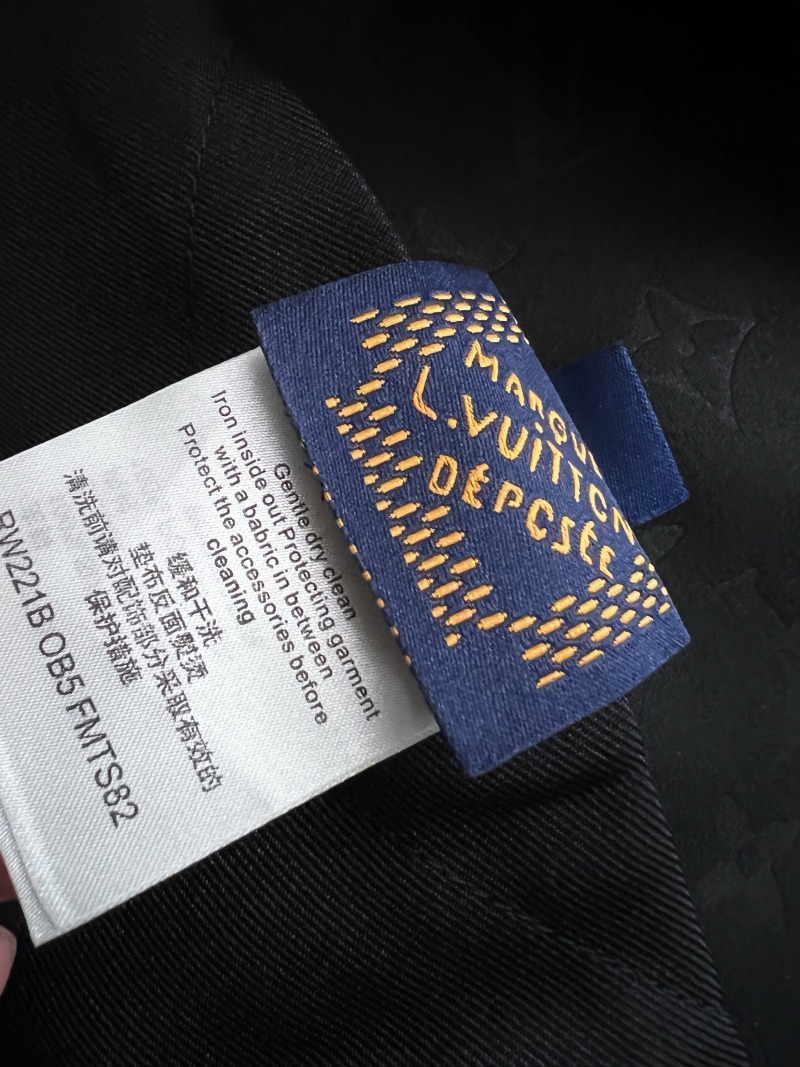 MARQUE
L.VUITTON
DÉPOSÉE
Gentle dry clean
Iron inside out Protecting garment
with a babric in between
Protect the accessories before
cleaning
缓和干洗
垫布反面熨烫
清洗前请对配饰部分采取有效的
保护措施
RW221B OB5 FMTS82